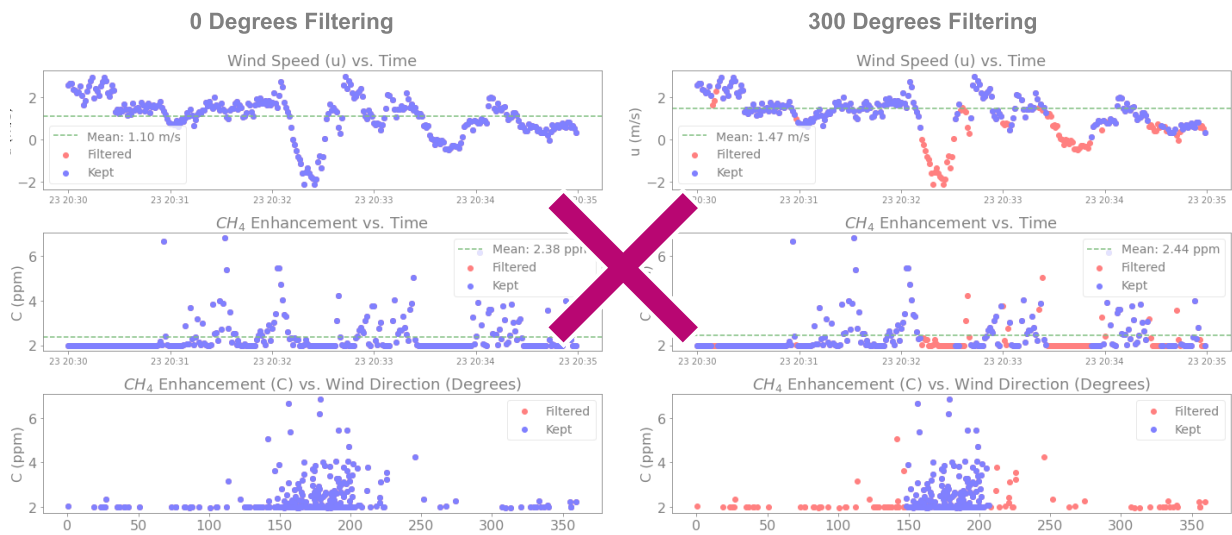 0 Degrees Filtering
300 Degrees Filtering
Wind Speed (u) vs. Time
2
0
−2
Mean: 1.10 m/s
Filtered
Kept
23 20:30
23 20:31
23 20:32
23 20:33
23 20:34
23 20:35
Wind Speed (u) vs. Time
u (m/s)
2
0
−2
Mean: 1.47 m/s
Filtered
Kept
23 20:30
23 20:31
23 20:32
23 20:33
23 20:34
23 20:35
CH4 Enhancement vs. Time
C (ppm)
6
4
2
Mean: 2.38 ppm
Filtered
Kept
23 20:30
23 20:31
23 20:32
23 20:33
23 20:34
23 20:35
CH4 Enhancement vs. Time
Mean: 2.44 ppm
Filtered
Kept
23 20:30
23 20:31
23 20:32
23 20:33
23 20:34
23 20:35
CH4 Enhancement (C) vs. Wind Direction (Degrees)
C (ppm)
6
4
2
Filtered
Kept
0
50
100
150
200
250
300
350
CH4 Enhancement (C) vs. Wind Direction (Degrees)
C (ppm)
6
4
2
Filtered
Kept
0
50
100
150
200
250
300
350